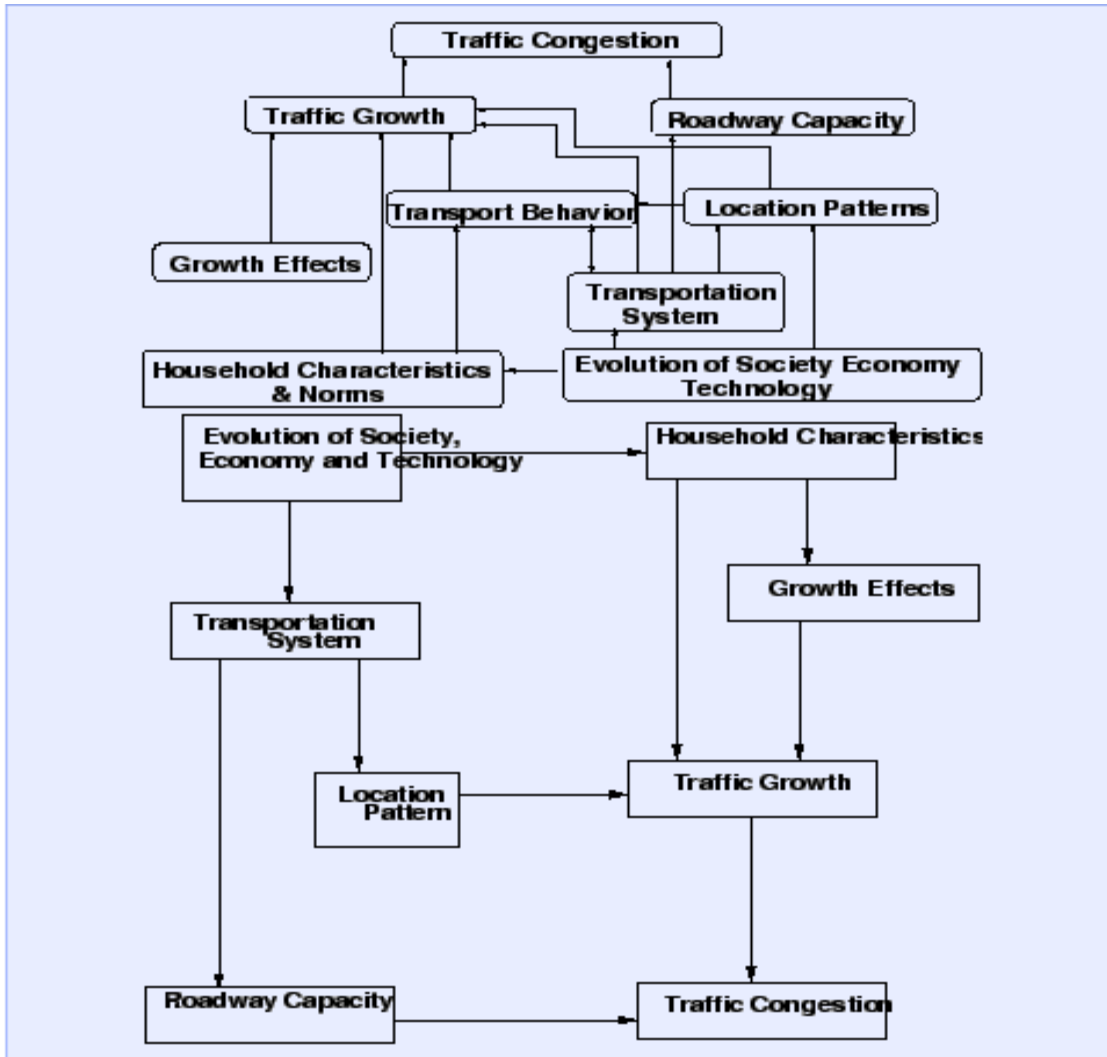 Traffic Congestion
Traffic Growth
Roadway Capacity
Transport Behavior
Location Patterns
Growth Effects
Transportation
System
Household Characteristics
& Norms
Evolution of Society Economy
Technology
Evolution of Society,
Economy and Technology
Household Characteristics
Growth Effects
Transportation
System
Traffic Growth
Location
Pattern
Roadway Capacity
Traffic Congestion